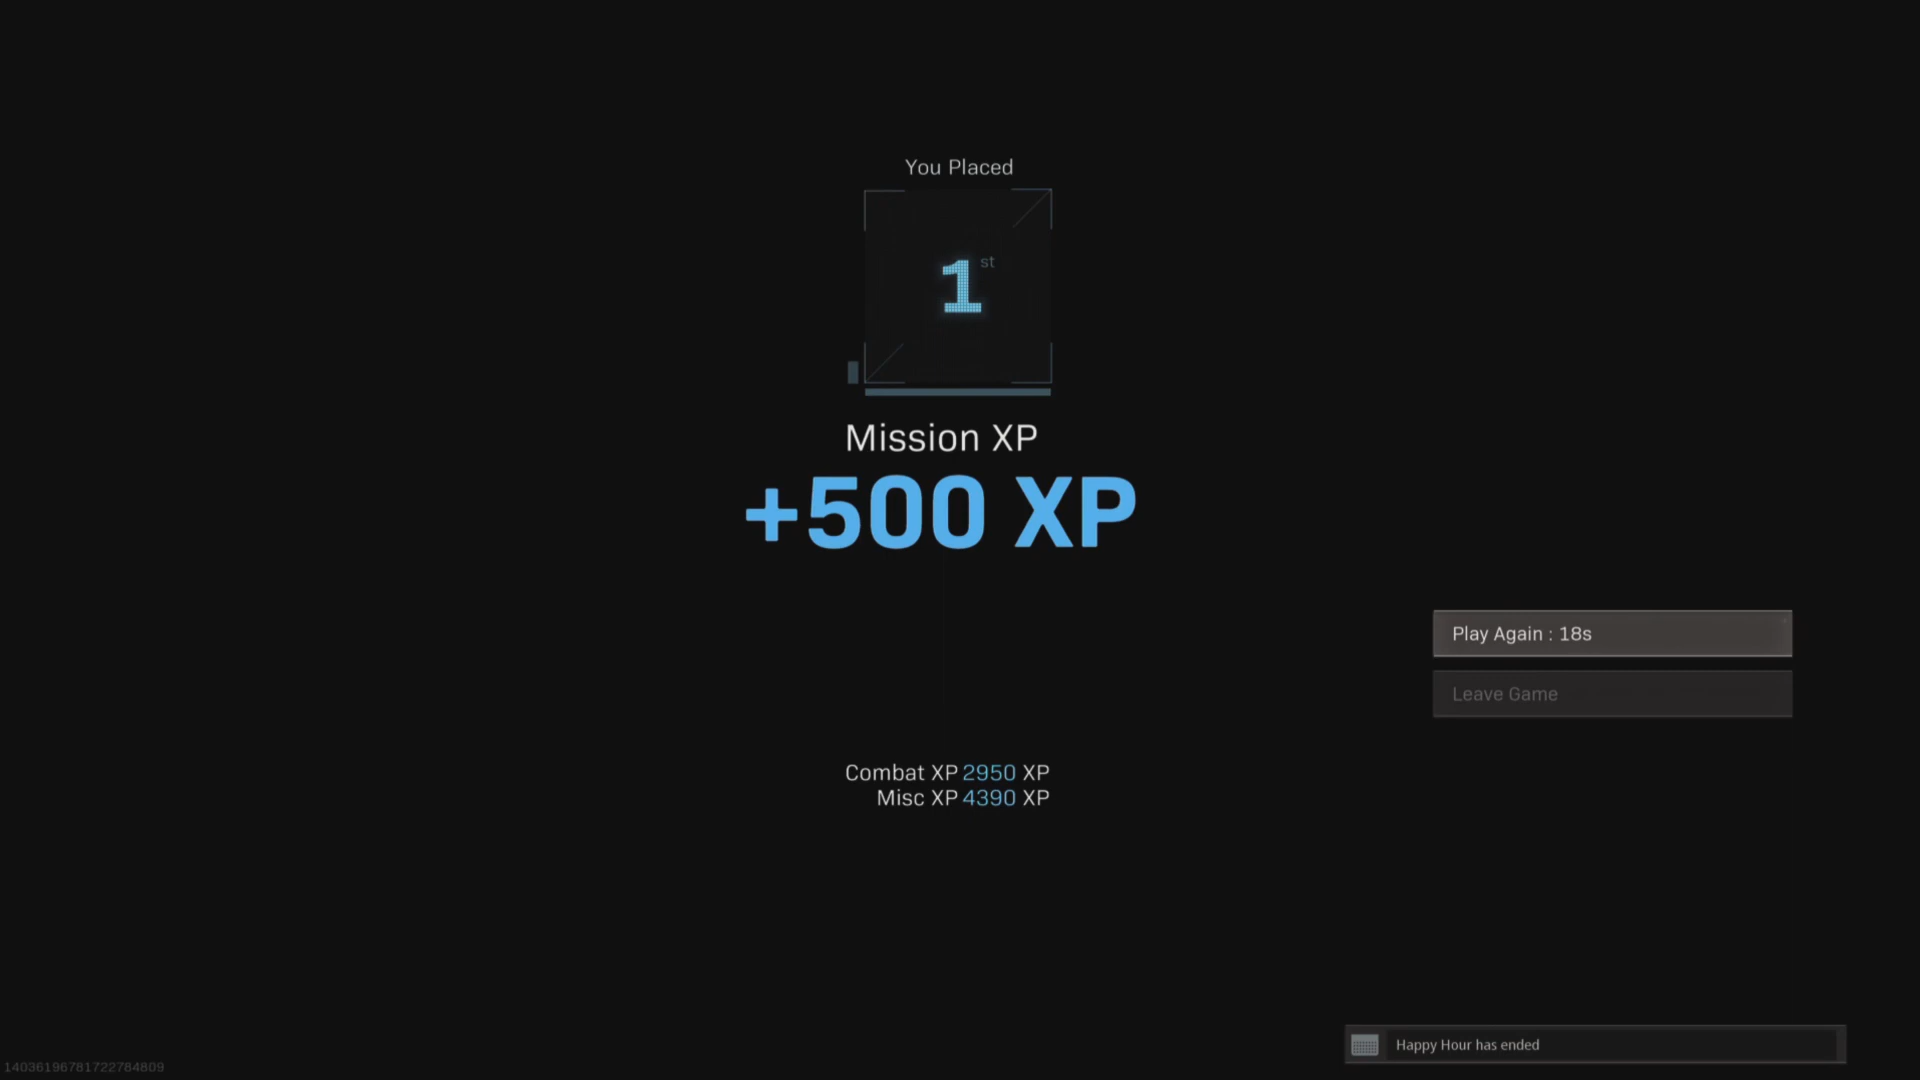 You Placed
1st
Mission XP
+500 XP
Play Again : 18s
Leave Game
Combat XP 2950 XP
Misc XP 4390 XP
Happy Hour has ended
14036196781722784809